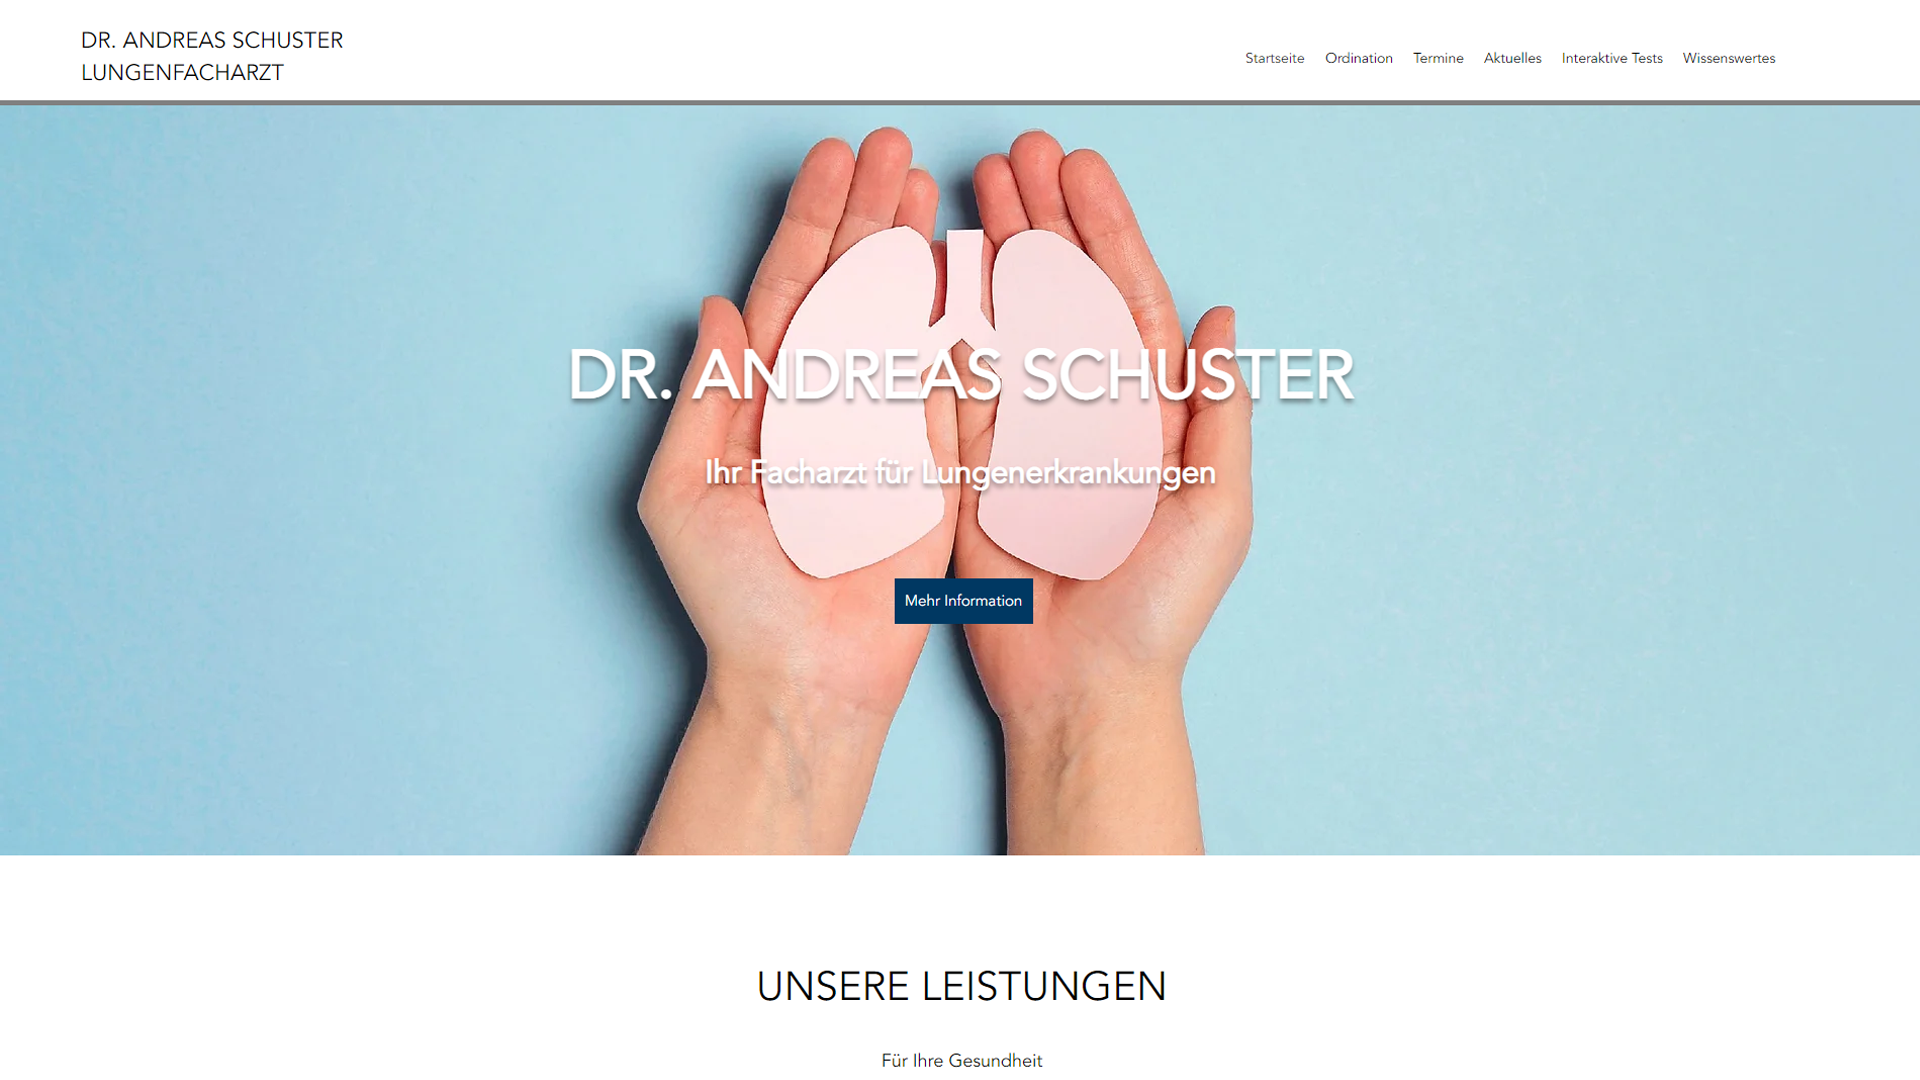 DR. ANDREAS SCHUSTER
LUNGENFACHARZT
Startseite Ordination Termine Aktuelles Interaktive Tests Wissenswertes
DR. ANDREAS SCHUSTER
Ihr Facharzt für Lungenerkrankungen
Mehr Information
UNSERE LEISTUNGEN
Für Ihre Gesundheit